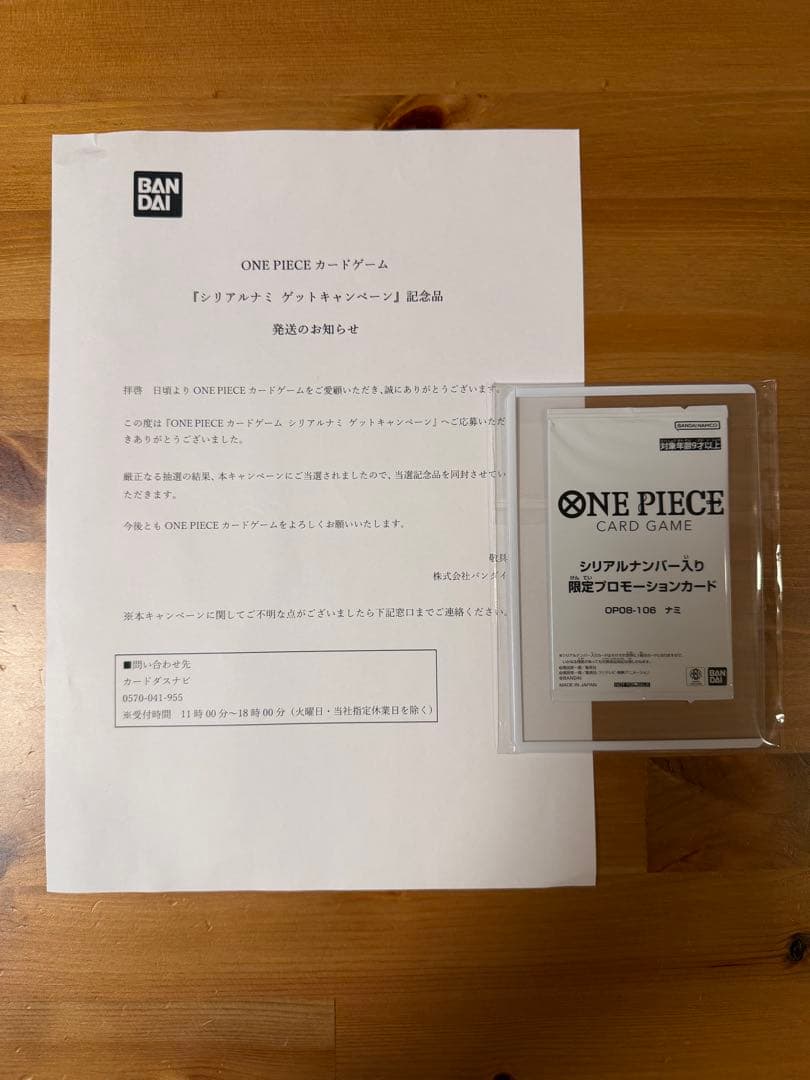 BAN
DAI
ONE PIECE カードゲーム
『シリアルナミ ゲットキャンペーン』記念品
発送のお知らせ
拝啓　日頃より ONE PIECE カードゲームをご愛顧いただき、誠にありがとうございます。
この度は『ONE PIECE カードゲーム シリアルナミ ゲットキャンペーン』へご応募いただ
きありがとうございました。
厳正なる抽選の結果、本キャンペーンにご当選されましたので、当選記念品を同封させてい
ただきます。
今後とも ONE PIECE カードゲームをよろしくお願いいたします。
敬具
株式会社バンダイ
※本キャンペーンに関してご不明な点がございましたら下記窓口までご連絡ください。
■問い合わせ先
カードダスナビ
0570-041-955
※受付時間　11 時 00 分～18 時 00 分（火曜日・当社指定休業日を除く）
BANDAI NAMCO
対象年齢9才以上
ONE PIECE
CARD GAME
シリアルナンバー入り
限定プロモーションカード
OP08-106　ナミ
MADE IN JAPAN
BAN
DAI